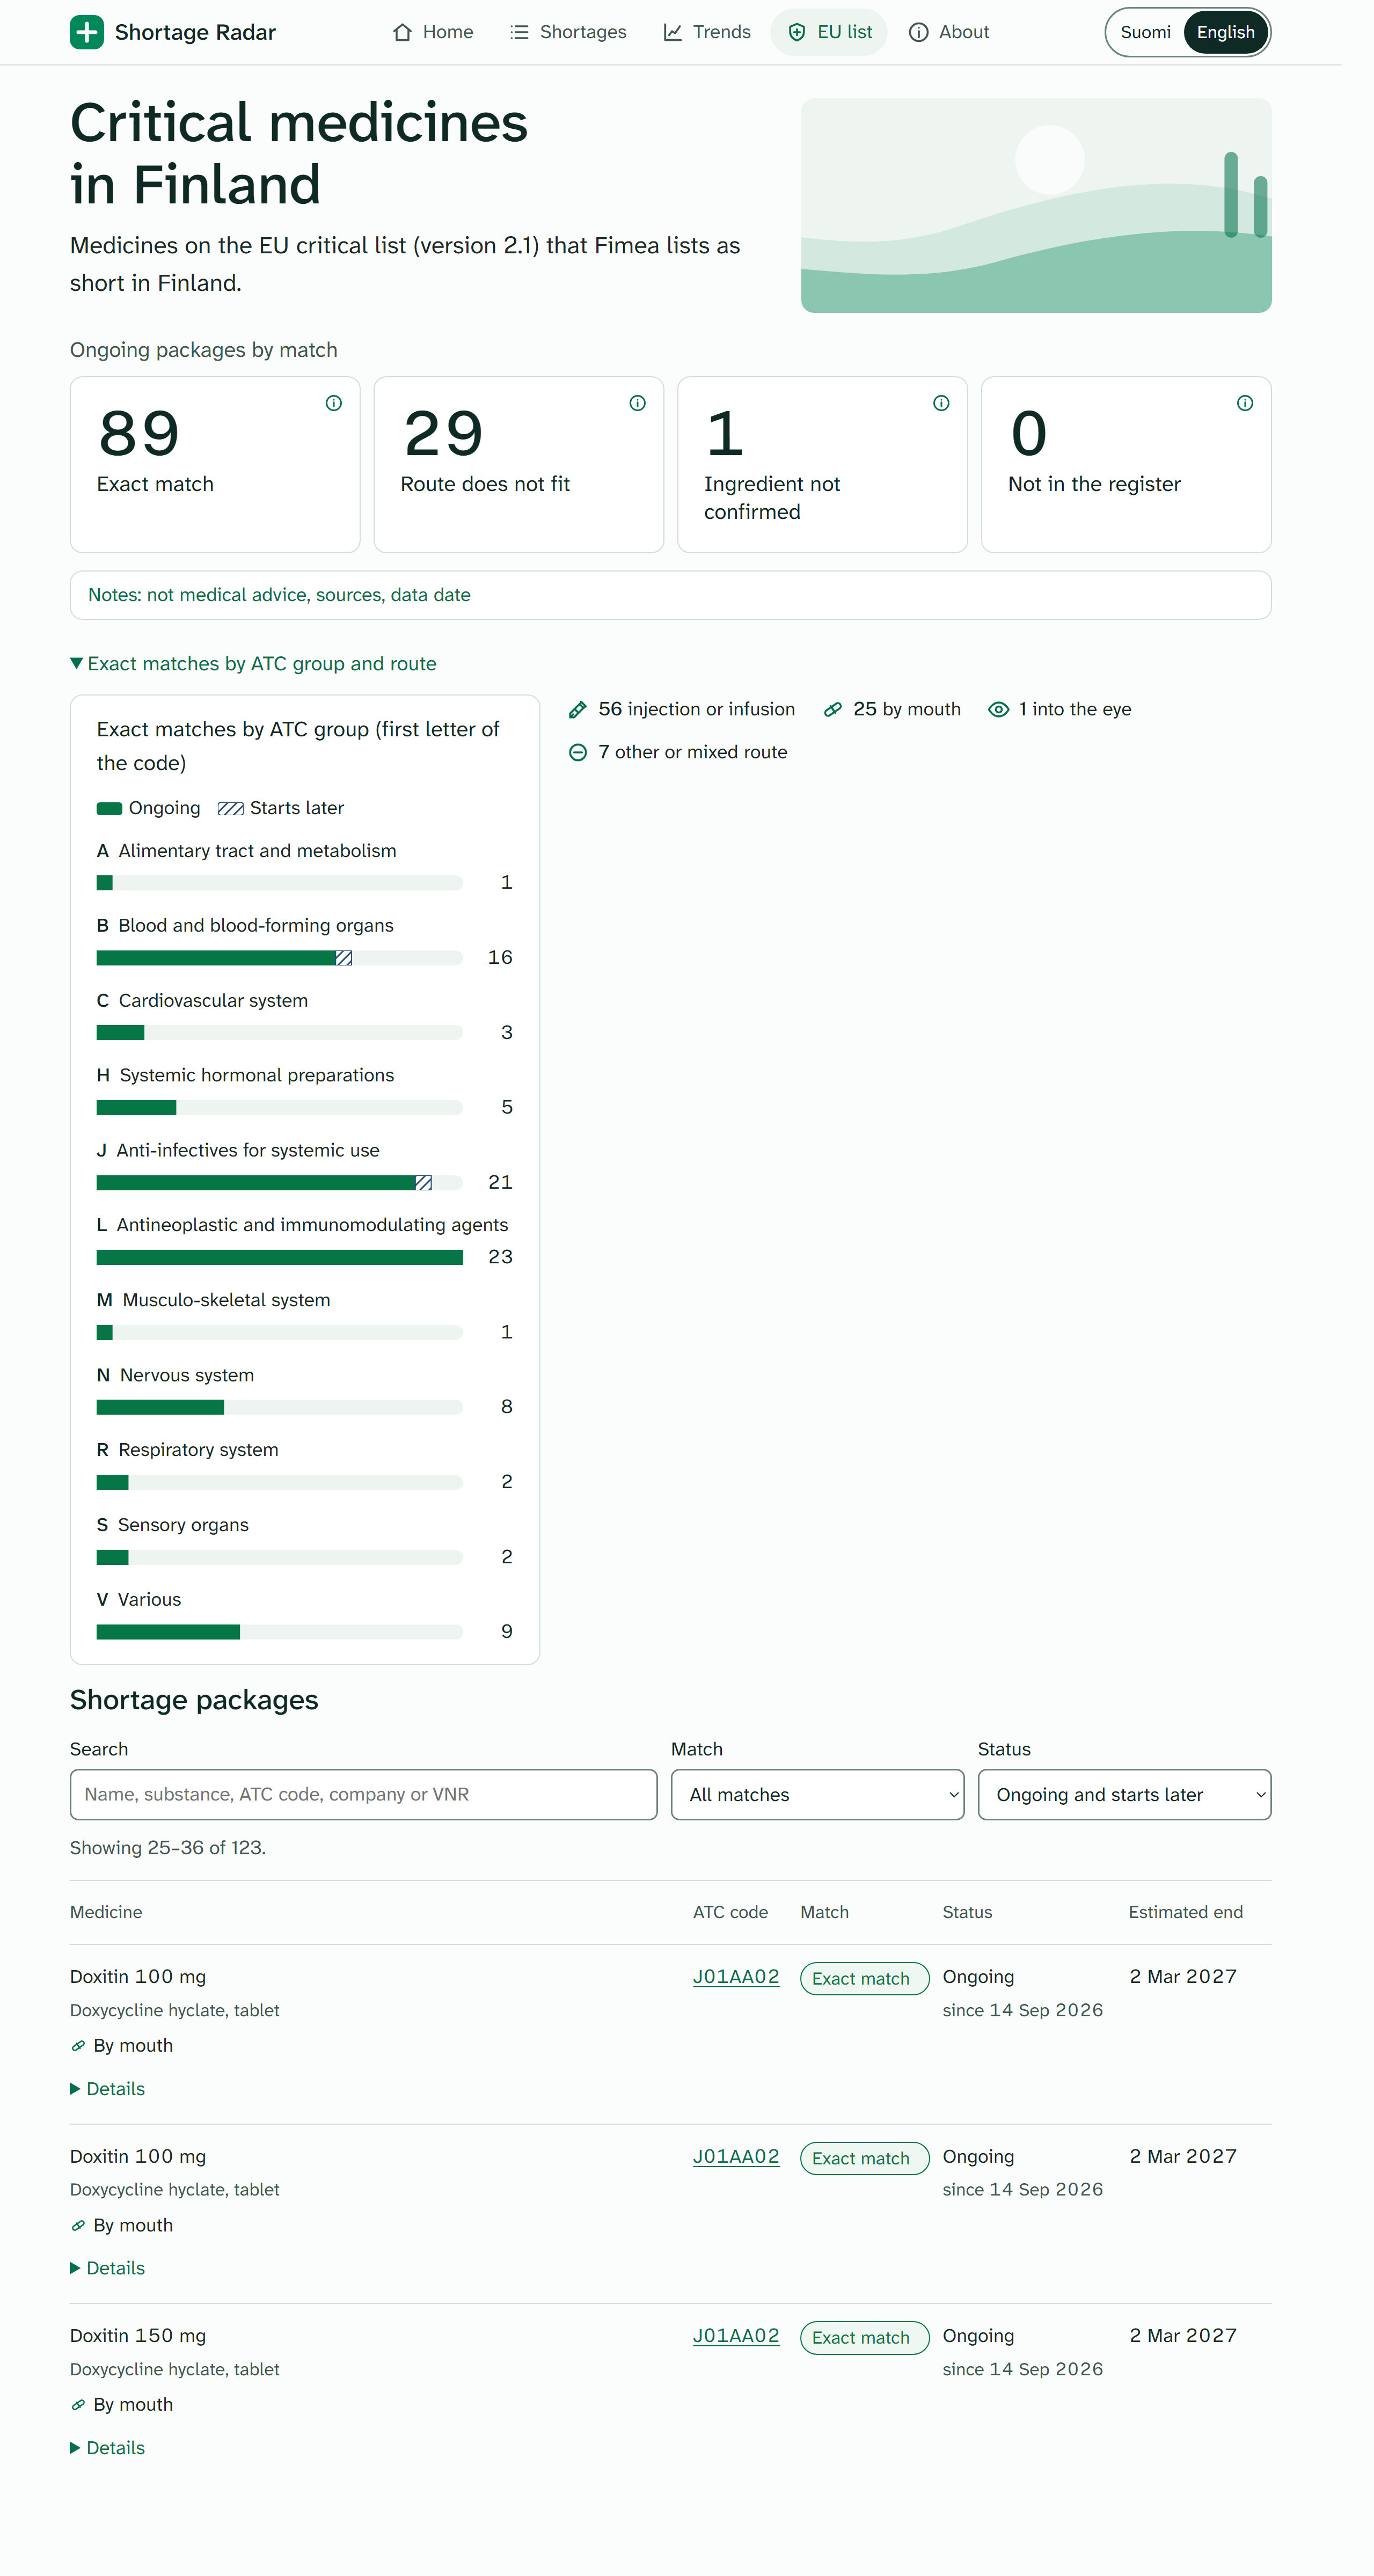 Shortage Radar
Home
Shortages
Trends
EU list
About
Suomi
English
Critical medicines
in Finland
Medicines on the EU critical list (version 2.1) that Fimea lists as
short in Finland.
Ongoing packages by match
89
Exact match
29
Route does not fit
1
Ingredient not
confirmed
0
Not in the register
Notes: not medical advice, sources, data date
Exact matches by ATC group and route
Exact matches by ATC group (first letter of
the code)
Ongoing
Starts later
A Alimentary tract and metabolism
1
B Blood and blood-forming organs
16
C Cardiovascular system
3
H Systemic hormonal preparations
5
J Anti-infectives for systemic use
21
L Antineoplastic and immunomodulating agents
23
M Musculo-skeletal system
1
N Nervous system
8
R Respiratory system
2
S Sensory organs
2
V Various
9
56 injection or infusion
25 by mouth
1 into the eye
7 other or mixed route
Shortage packages
Search
Match
Status
Name, substance, ATC code, company or VNR
All matches
Ongoing and starts later
Showing 25–36 of 123.
Medicine
ATC code
Match
Status
Estimated end
Doxitin 100 mg
J01AA02
Exact match
Ongoing
2 Mar 2027
Doxycycline hyclate, tablet
since 14 Sep 2026
By mouth
Details
Doxitin 100 mg
J01AA02
Exact match
Ongoing
2 Mar 2027
Doxycycline hyclate, tablet
since 14 Sep 2026
By mouth
Details
Doxitin 150 mg
J01AA02
Exact match
Ongoing
2 Mar 2027
Doxycycline hyclate, tablet
since 14 Sep 2026
By mouth
Details